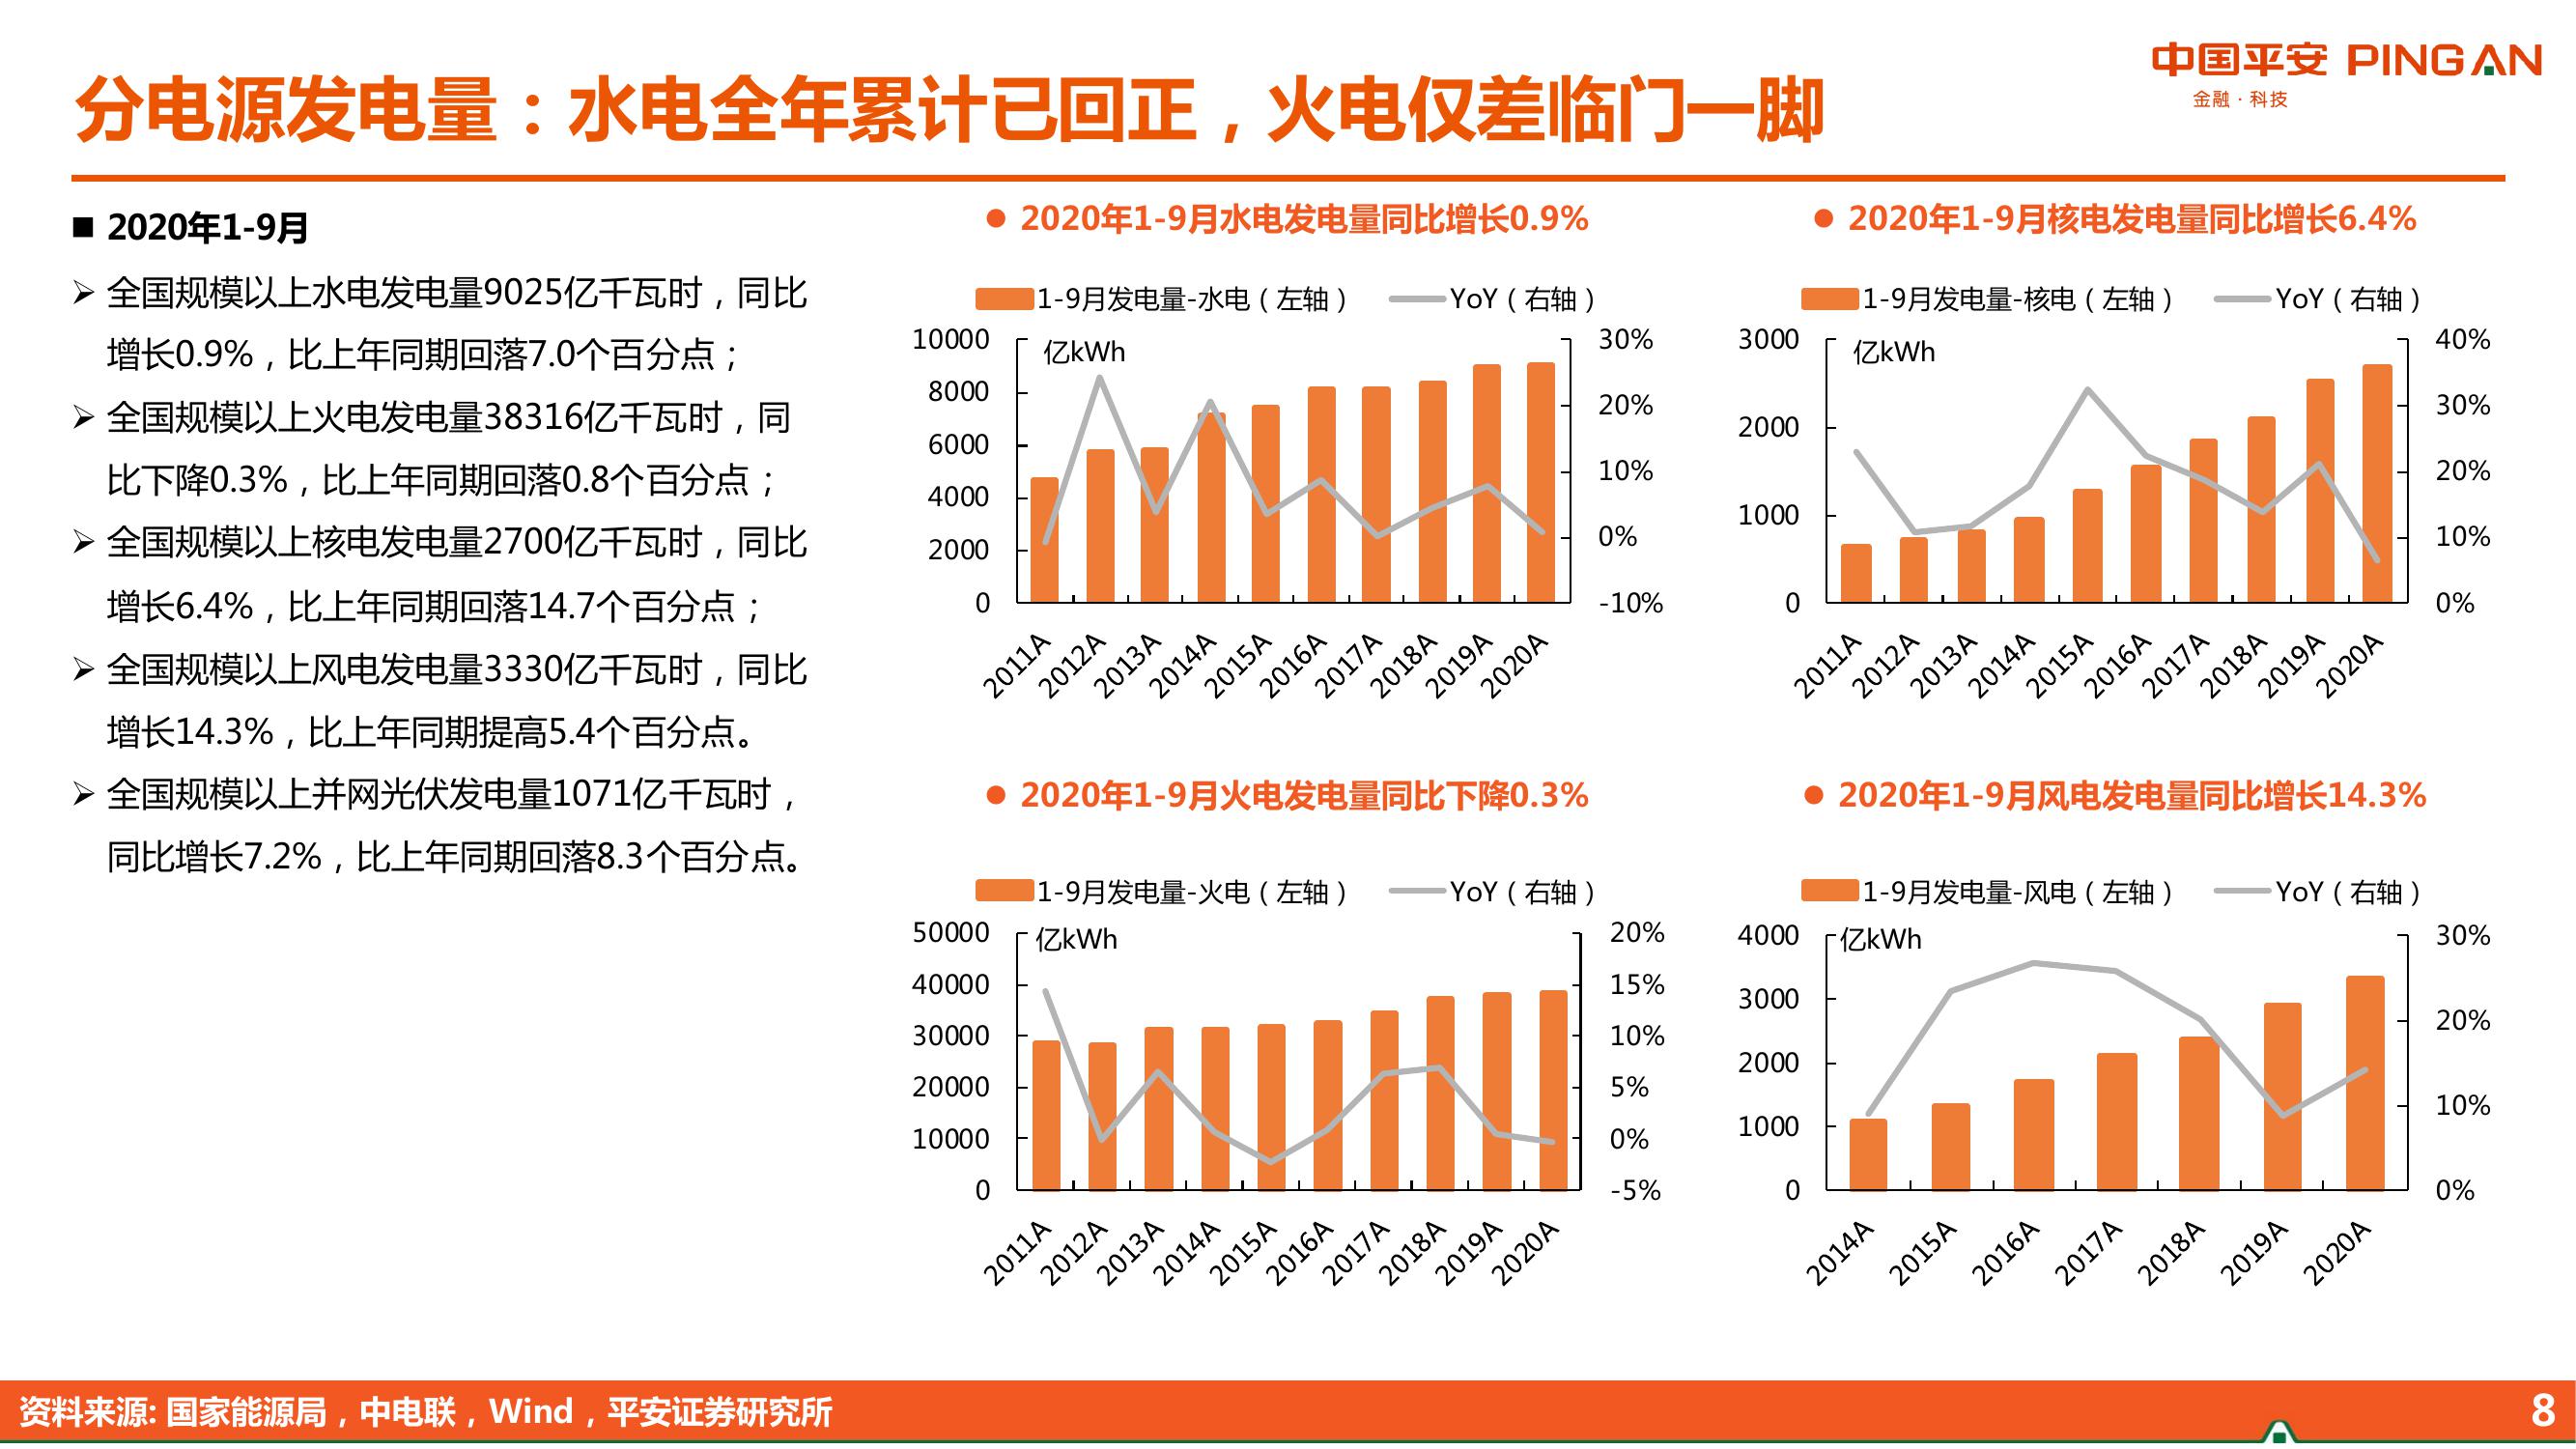 中国平安 PINGAN
金融·科技
分电源发电量：水电全年累计已回正，火电仅差临门一脚
■ 2020年1-9月
➢ 全国规模以上水电发电量9025亿千瓦时，同比
增长0.9%，比上年同期回落7.0个百分点；
➢ 全国规模以上火电发电量38316亿千瓦时，同
比下降0.3%，比上年同期回落0.8个百分点；
➢ 全国规模以上核电发电量2700亿千瓦时，同比
增长6.4%，比上年同期回落14.7个百分点；
➢ 全国规模以上风电发电量3330亿千瓦时，同比
增长14.3%，比上年同期提高5.4个百分点。
➢ 全国规模以上并网光伏发电量1071亿千瓦时，
同比增长7.2%，比上年同期回落8.3个百分点。
● 2020年1-9月水电发电量同比增长0.9%
1-9月发电量-水电（左轴） YoY（右轴）
亿kWh
10000
8000
6000
4000
2000
0
30%
20%
10%
0%
-10%
2011A 2012A 2013A 2014A 2015A 2016A 2017A 2018A 2019A 2020A
● 2020年1-9月核电发电量同比增长6.4%
1-9月发电量-核电（左轴） YoY（右轴）
亿kWh
3000
2000
1000
0
40%
30%
20%
10%
0%
2011A 2012A 2013A 2014A 2015A 2016A 2017A 2018A 2019A 2020A
● 2020年1-9月火电发电量同比下降0.3%
1-9月发电量-火电（左轴） YoY（右轴）
亿kWh
50000
40000
30000
20000
10000
0
20%
15%
10%
5%
0%
-5%
2011A 2012A 2013A 2014A 2015A 2016A 2017A 2018A 2019A 2020A
● 2020年1-9月风电发电量同比增长14.3%
1-9月发电量-风电（左轴） YoY（右轴）
亿kWh
4000
3000
2000
1000
0
30%
20%
10%
0%
2014A 2015A 2016A 2017A 2018A 2019A 2020A
资料来源: 国家能源局，中电联，Wind，平安证券研究所
8